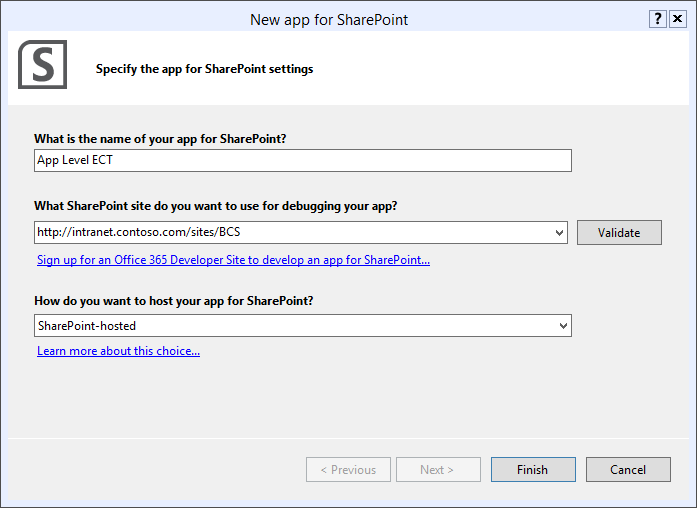 New app for SharePoint
?
S
Specify the app for SharePoint settings
What is the name of your app for SharePoint?
App Level ECT
What SharePoint site do you want to use for debugging your app?
http://intranet.contoso.com/sites/BCS
Validate
Sign up for an Office 365 Developer Site to develop an app for SharePoint...
How do you want to host your app for SharePoint?
SharePoint-hosted
Learn more about this choice...
< Previous
Next >
Finish
Cancel